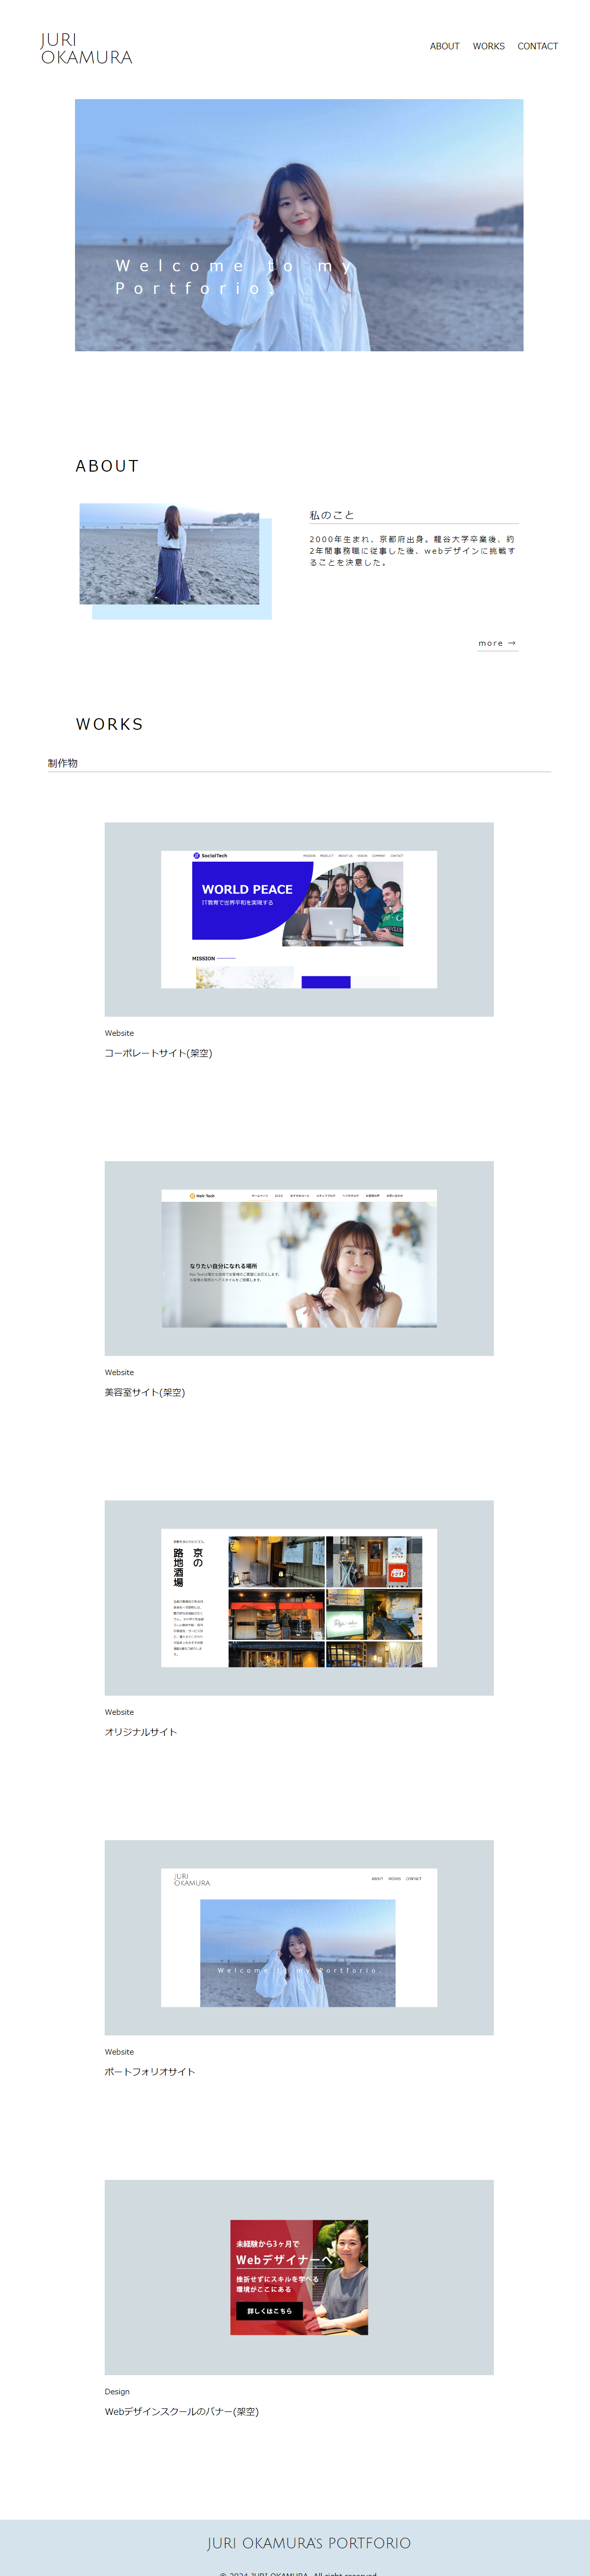 JURI
OKAMURA
ABOUT WORKS CONTACT
Welcome to my
Portforio.
ABOUT
私のこと
2000年生まれ、京都府出身。龍谷大学卒業後、約
2年間事務職に従事した後、webデザインに挑戦す
ることを決意した。
more →
WORKS
制作物
SocialTech
MISSION PRODUCT ABOUT US VISION COMPANY CONTACT
WORLD PEACE
IT教育で世界平和を実現する
MISSION
Website
コーポレートサイト(架空)
Hair Tech
なりたい自分になれる場所
Website
美容室サイト(架空)
京の
路地酒場
Website
オリジナルサイト
JURI
OKAMURA
ABOUT WORKS CONTACT
Welcome to my Portforio.
Website
ポートフォリオサイト
未経験から3ヶ月で
Webデザイナーへ
挫折せずにスキルを学べる
環境がここにある
詳しくはこちら
Design
Webデザインスクールのバナー(架空)
JURI OKAMURA's PORTFORIO
© 2024 JURI OKAMURA. All right reserved.